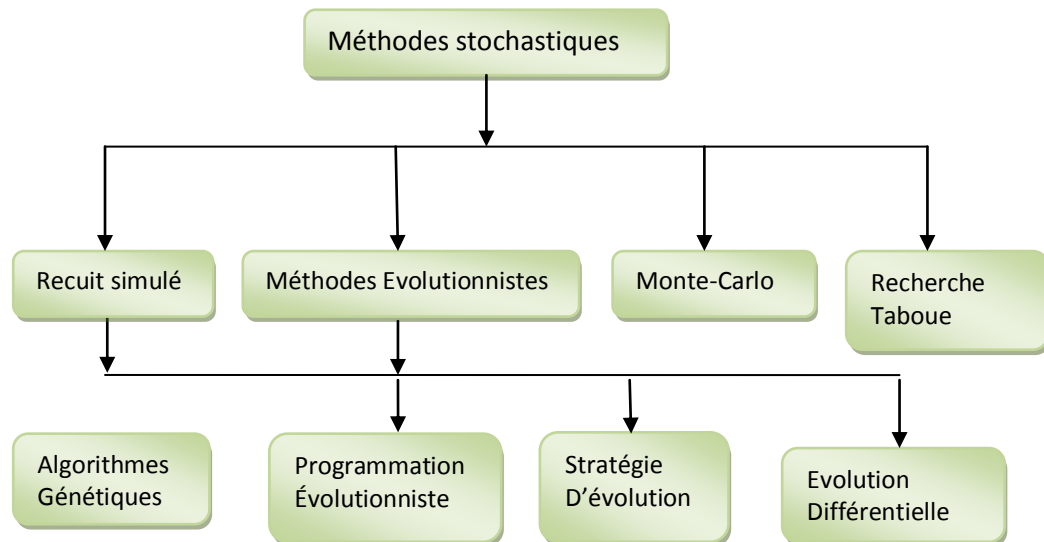 Méthodes stochastiques
Recuit simulé
Méthodes Evolutionnistes
Monte-Carlo
Recherche
Taboue
Algorithmes
Génétiques
Programmation
Évolutionniste
Stratégie
D’évolution
Evolution
Différentielle